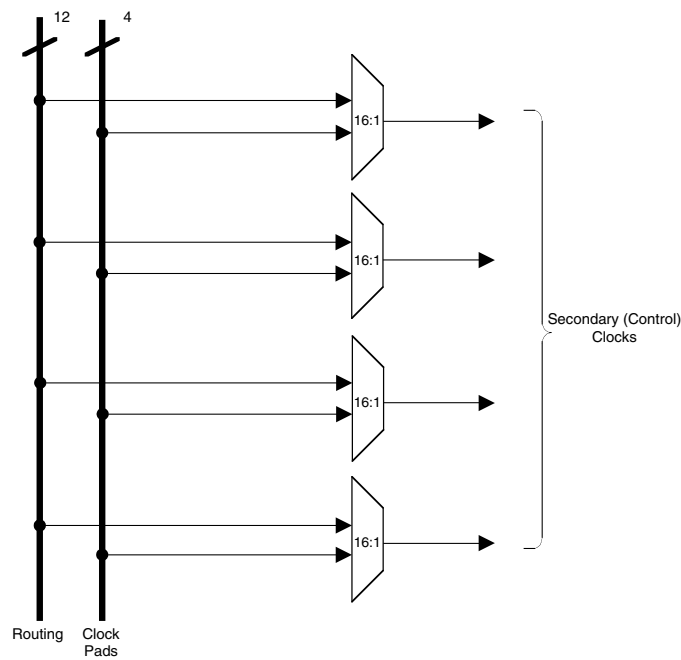 12
4
16:1
16:1
16:1
16:1
Secondary (Control)
Clocks
Routing
Clock
Pads